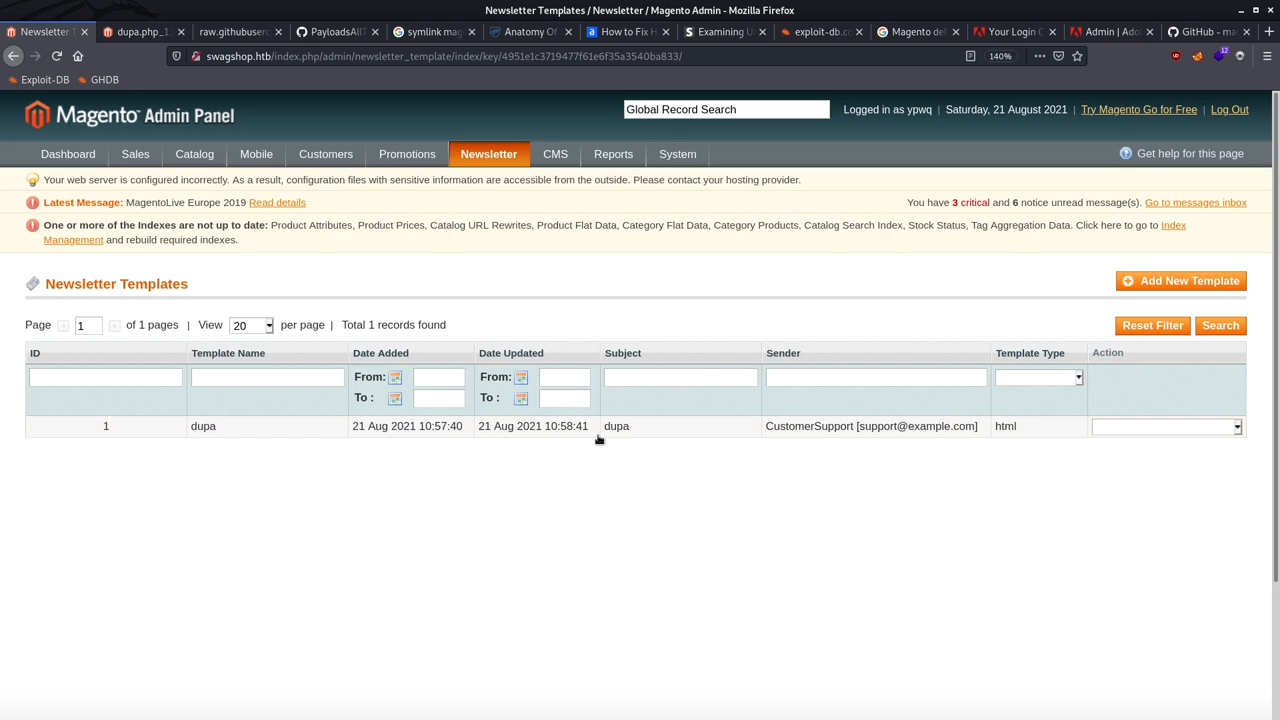 Newsletter Templates / Newsletter / Magento Admin - Mozilla Firefox
Newsletter T dupa.php_1. raw.githubuserc PayloadsAllT symlink mag Anatomy Of How to Fix H Examining U exploit-db.co Magento def Your Login C Admin | Ado GitHub - ma
swagshop.htb/index.php/admin/newsletter_template/index/key/4951e1c3719477f61e6f35a3540ba833/ 140% 12
Exploit-DB GHDB
Magento Admin Panel Global Record Search Logged in as ypwq | Saturday, 21 August 2021 | Try Magento Go for Free | Log Out
Dashboard Sales Catalog Mobile Customers Promotions Newsletter CMS Reports System Get help for this page
Your web server is configured incorrectly. As a result, configuration files with sensitive information are accessible from the outside. Please contact your hosting provider.
Latest Message: MagentoLive Europe 2019 Read details You have 3 critical and 6 notice unread message(s). Go to messages inbox
One or more of the Indexes are not up to date: Product Attributes, Product Prices, Catalog URL Rewrites, Product Flat Data, Category Flat Data, Category Products, Catalog Search Index, Stock Status, Tag Aggregation Data. Click here to go to Index
Management and rebuild required indexes.
Newsletter Templates Add New Template
Page 1 of 1 pages | View 20 per page | Total 1 records found Reset Filter Search
ID Template Name Date Added Date Updated Subject Sender Template Type Action
From: From:
To : To :
1 dupa 21 Aug 2021 10:57:40 21 Aug 2021 10:58:41 dupa CustomerSupport [support@example.com] html